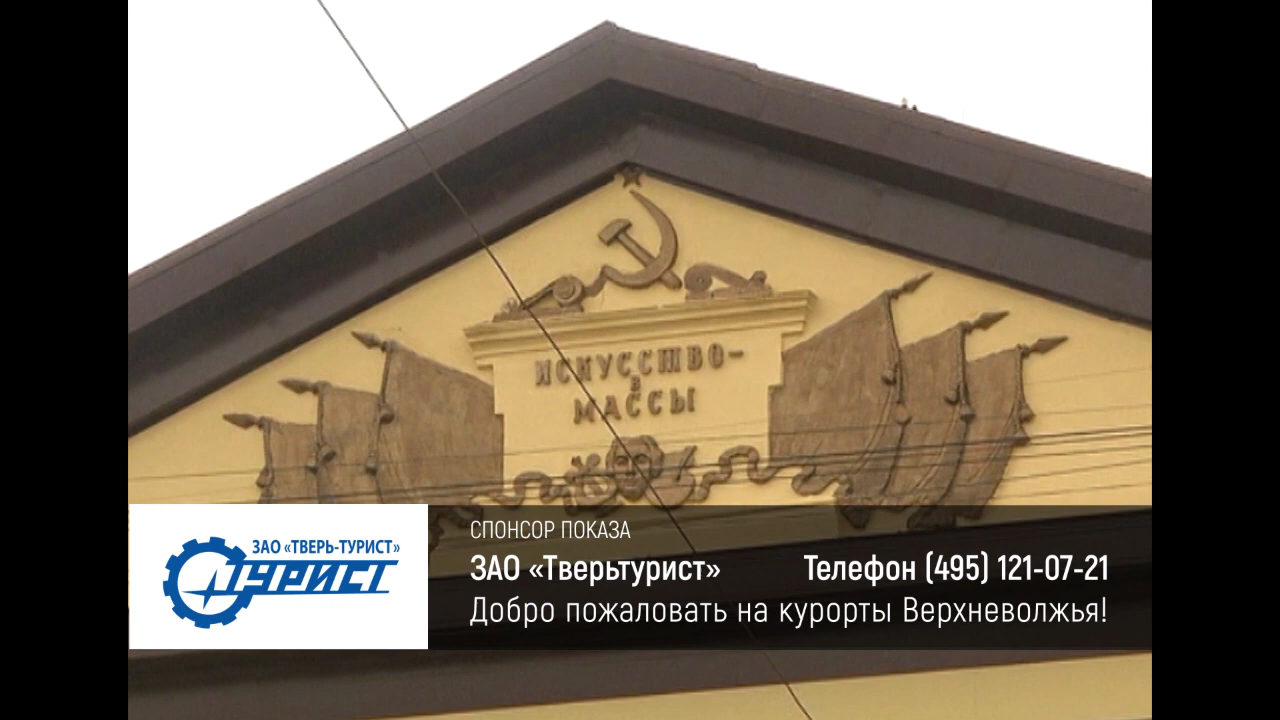 ИСКУССТВО-
В
МАССЫ
ЗАО «ТВЕРЬ-ТУРИСТ»
ТУРИСТ
СПОНСОР ПОКАЗА
ЗАО «Тверьтурист» Телефон (495) 121-07-21
Добро пожаловать на курорты Верхневолжья!